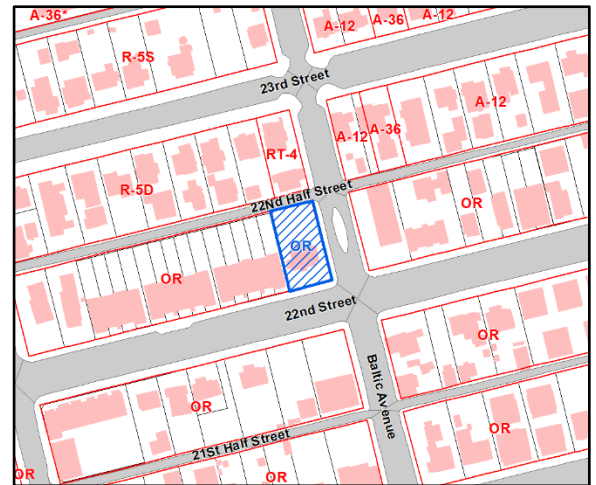 A-36*
A-12
A-36
A-12
R-5S
23rd Street
A-12
A-12
A-36
RT-4
R-5D
22Nd Half Street
OR
OR
OR
22nd Street
OR
Baltic Avenue
OR
21St Half Street
OR
OR
OR